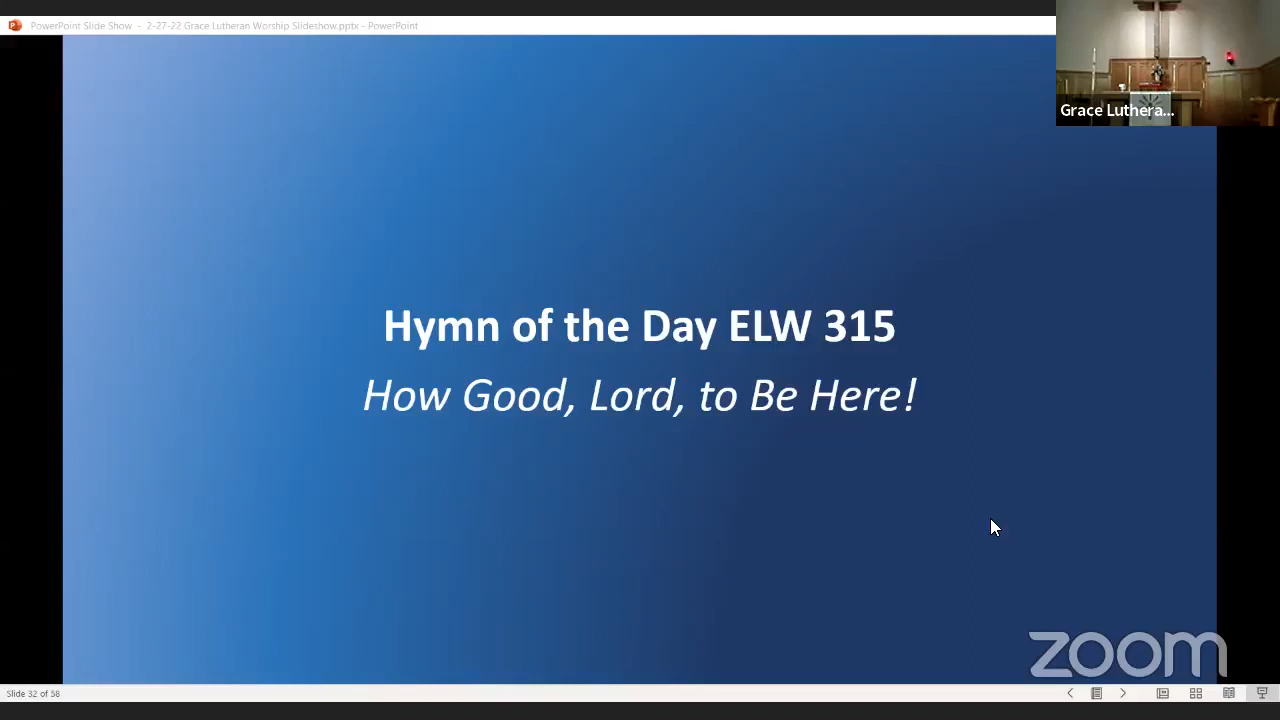 PowerPoint Slide Show - 2-27-22 Grace Lutheran Worship Slideshow.pptx - PowerPoint
Grace Luthera...
Hymn of the Day ELW 315
How Good, Lord, to Be Here!
zoom
Slide 32 of 58